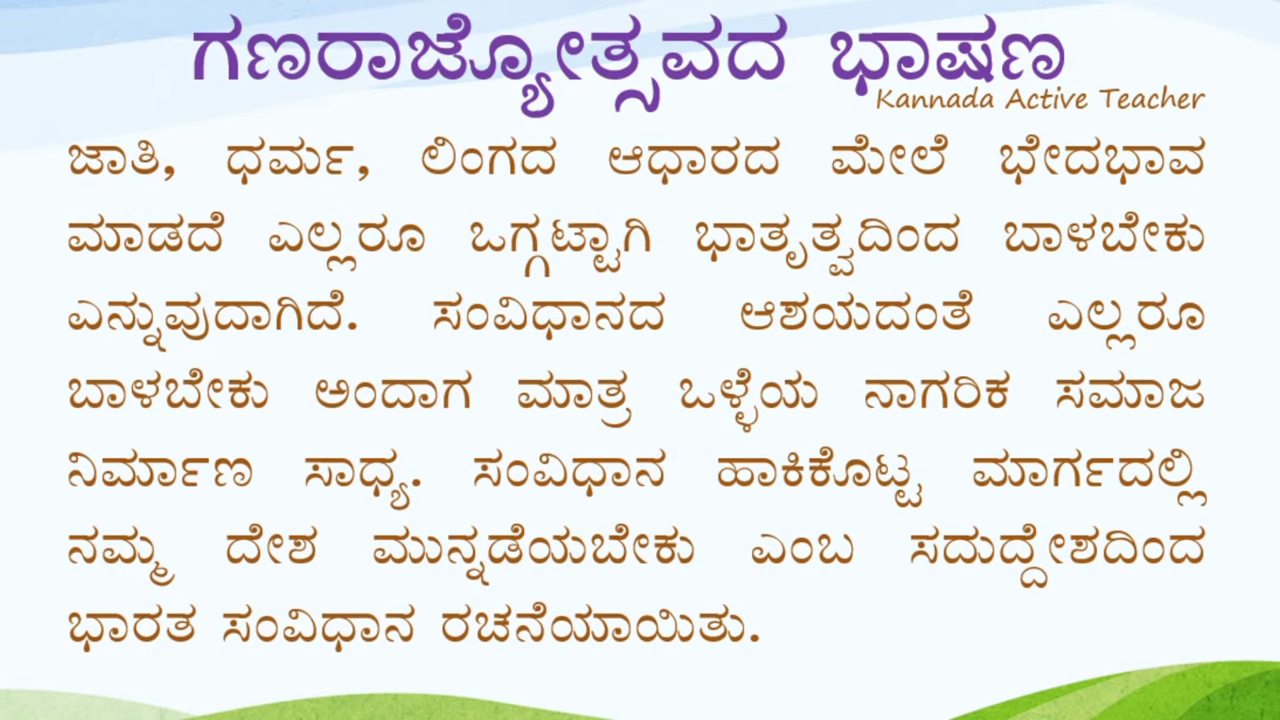 ಗಣರಾಜ್ಯೋತ್ಸವದ ಭಾಷಣ
Kannada Active Teacher
ಜಾತಿ, ಧರ್ಮ, ಲಿಂಗದ ಆಧಾರದ ಮೇಲೆ ಭೇದಭಾವ
ಮಾಡದೆ ಎಲ್ಲರೂ ಒಗ್ಗಟ್ಟಾಗಿ ಭಾತೃತ್ವದಿಂದ ಬಾಳಬೇಕು
ಎನ್ನುವುದಾಗಿದೆ. ಸಂವಿಧಾನದ ಆಶಯದಂತೆ ಎಲ್ಲರೂ
ಬಾಳಬೇಕು ಅಂದಾಗ ಮಾತ್ರ ಒಳ್ಳೆಯ ನಾಗರಿಕ ಸಮಾಜ
ನಿರ್ಮಾಣ ಸಾಧ್ಯ. ಸಂವಿಧಾನ ಹಾಕಿಕೊಟ್ಟ ಮಾರ್ಗದಲ್ಲಿ
ನಮ್ಮ ದೇಶ ಮುನ್ನಡೆಯಬೇಕು ಎಂಬ ಸದುದ್ದೇಶದಿಂದ
ಭಾರತ ಸಂವಿಧಾನ ರಚನೆಯಾಯಿತು.